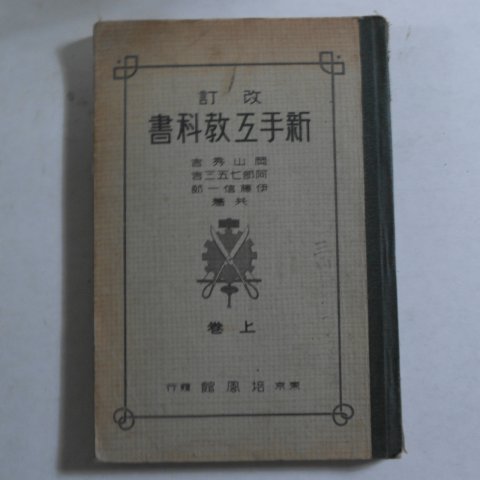 改訂
新手工教科書
岡山秀吉
阿部七五三吉
伊藤信一郎
共著
上巻
東京 培風館 發行